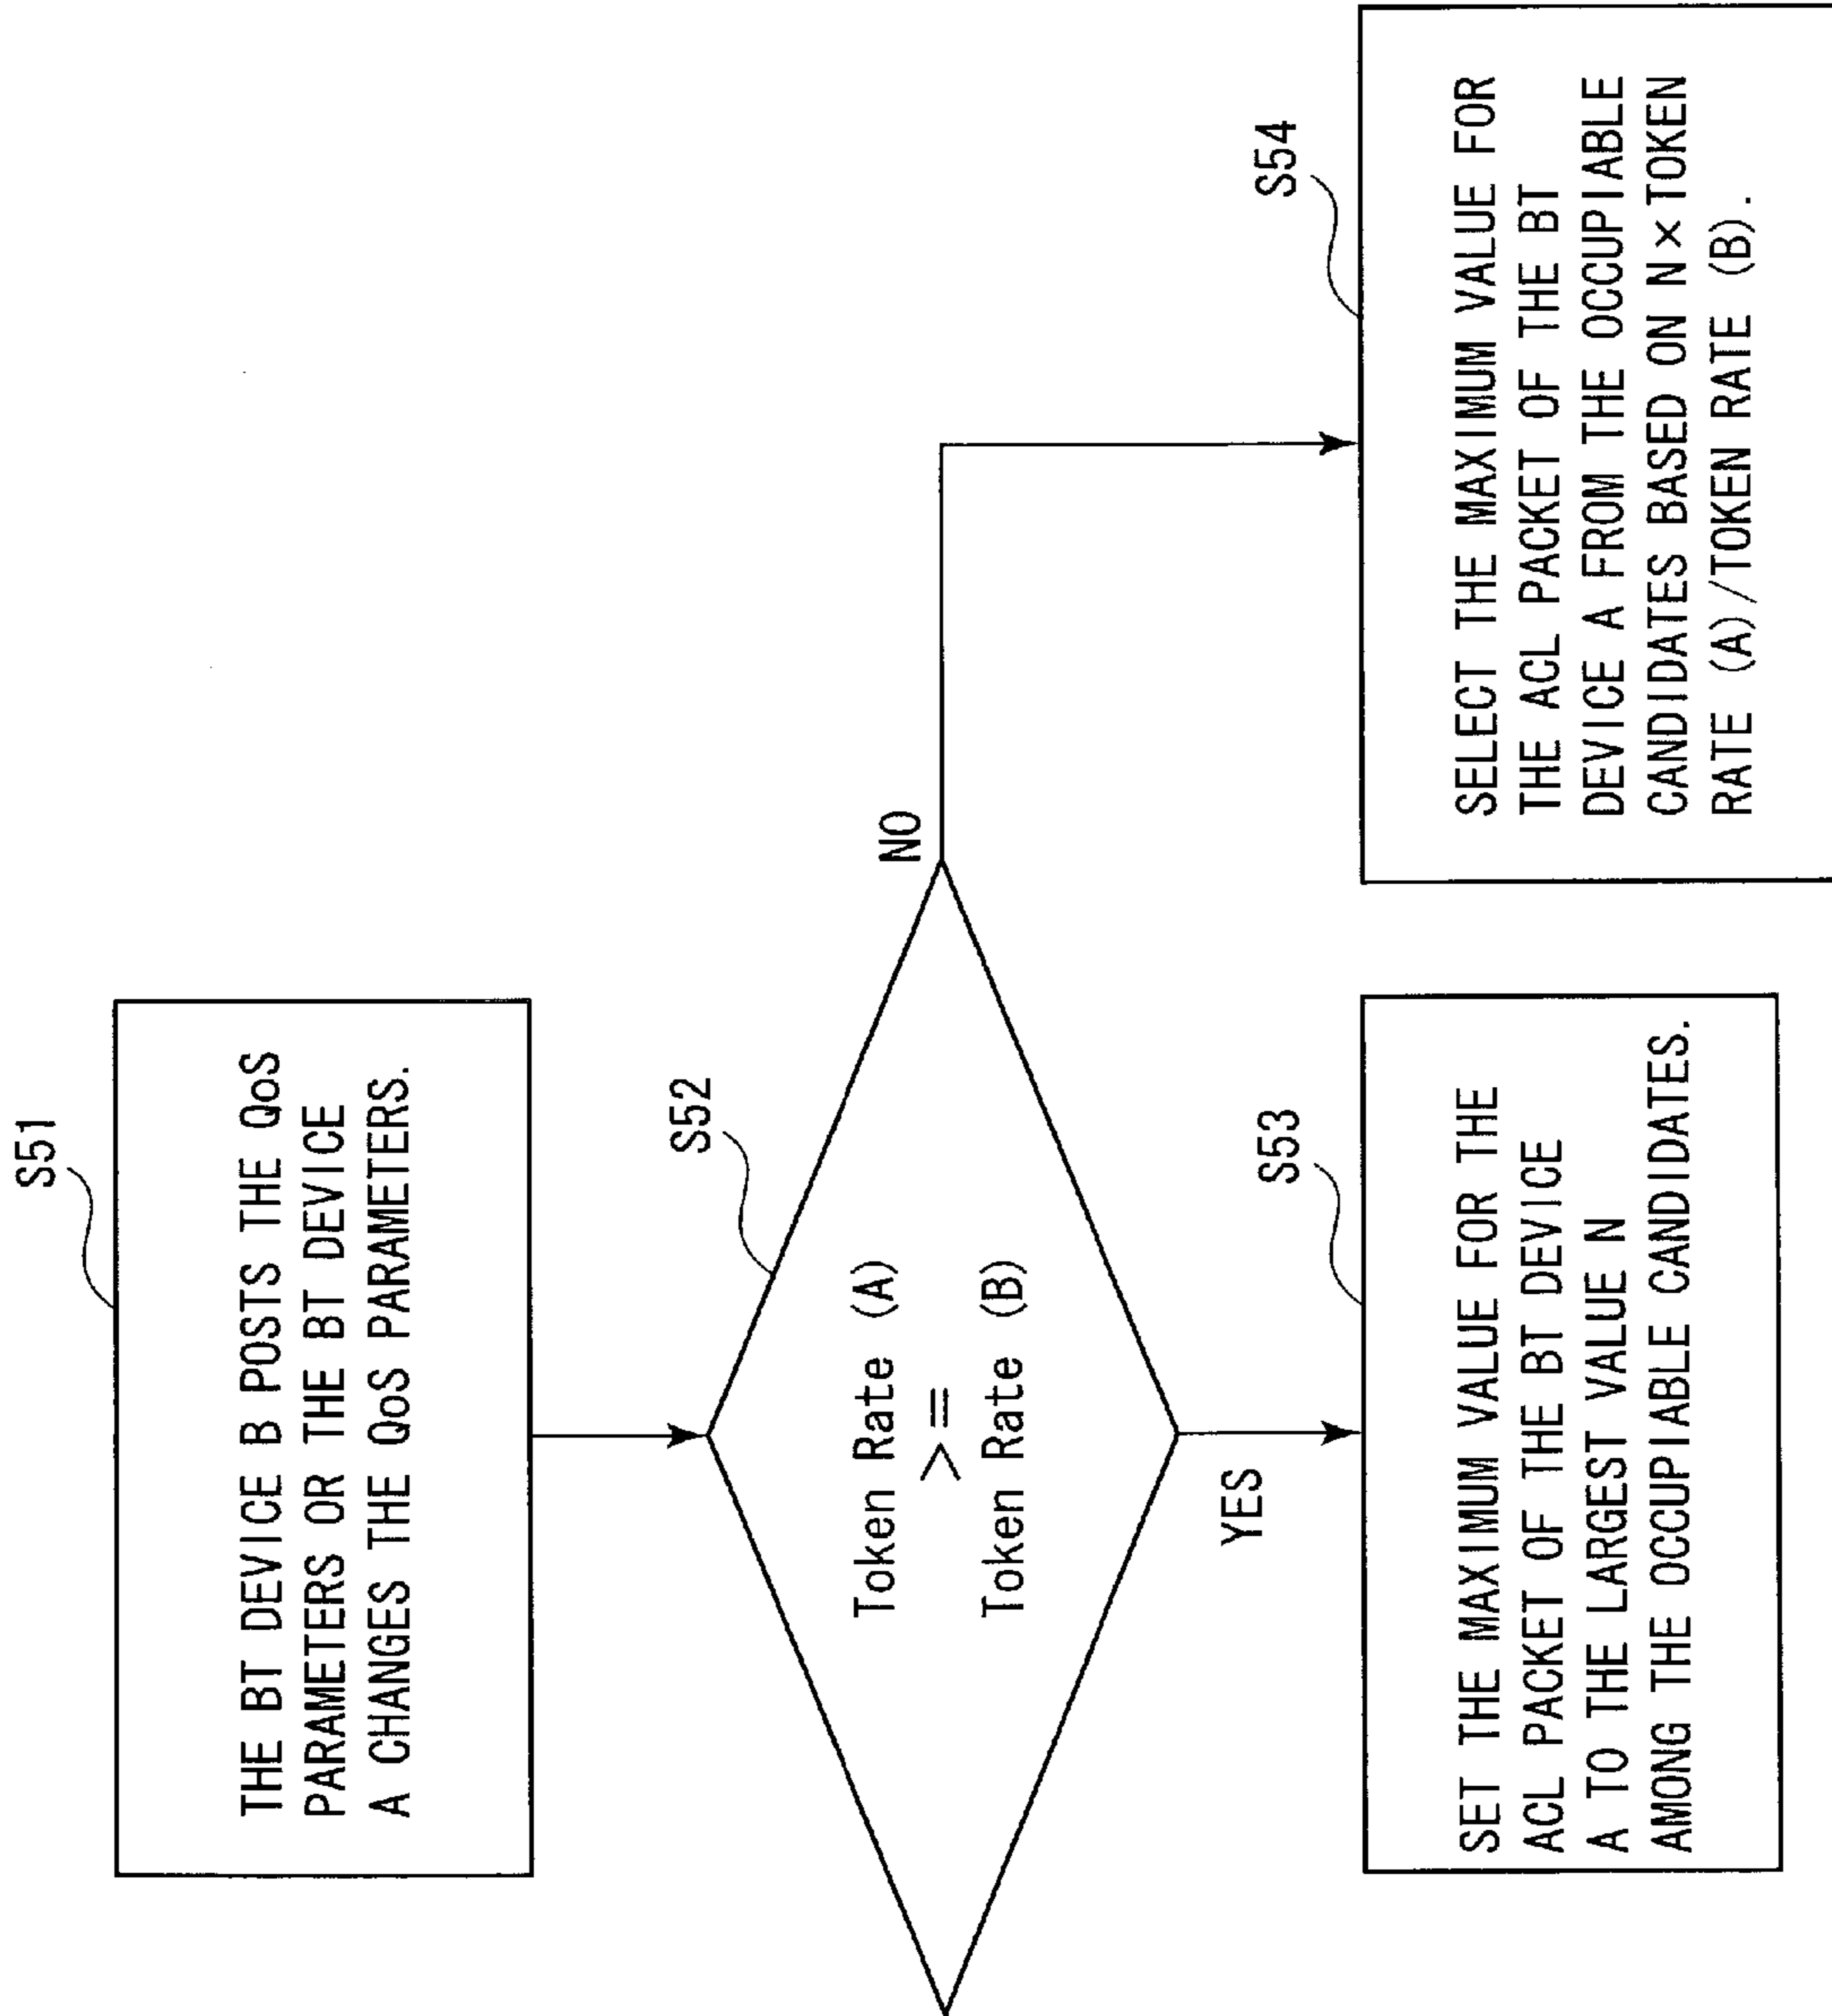 S51
THE BT DEVICE B POSTS THE QoS
PARAMETERS OR THE BT DEVICE
A CHANGES THE QoS PARAMETERS.
S52
Token Rate (A)
>=
Token Rate (B)
NO
YES
S53
SET THE MAXIMUM VALUE FOR THE
ACL PACKET OF THE BT DEVICE
A TO THE LARGEST VALUE N
AMONG THE OCCUPIABLE CANDIDATES.
S54
SELECT THE MAXIMUM VALUE FOR
THE ACL PACKET OF THE BT
DEVICE A FROM THE OCCUPIABLE
CANDIDATES BASED ON N×TOKEN
RATE (A)/TOKEN RATE (B).